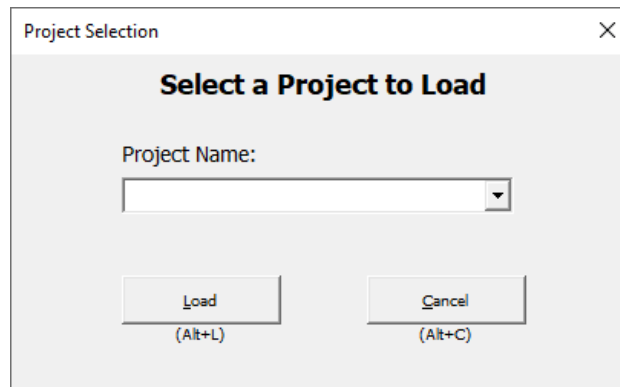 Project Selection
Select a Project to Load
Project Name:
Load
Cancel
(Alt+L)
(Alt+C)